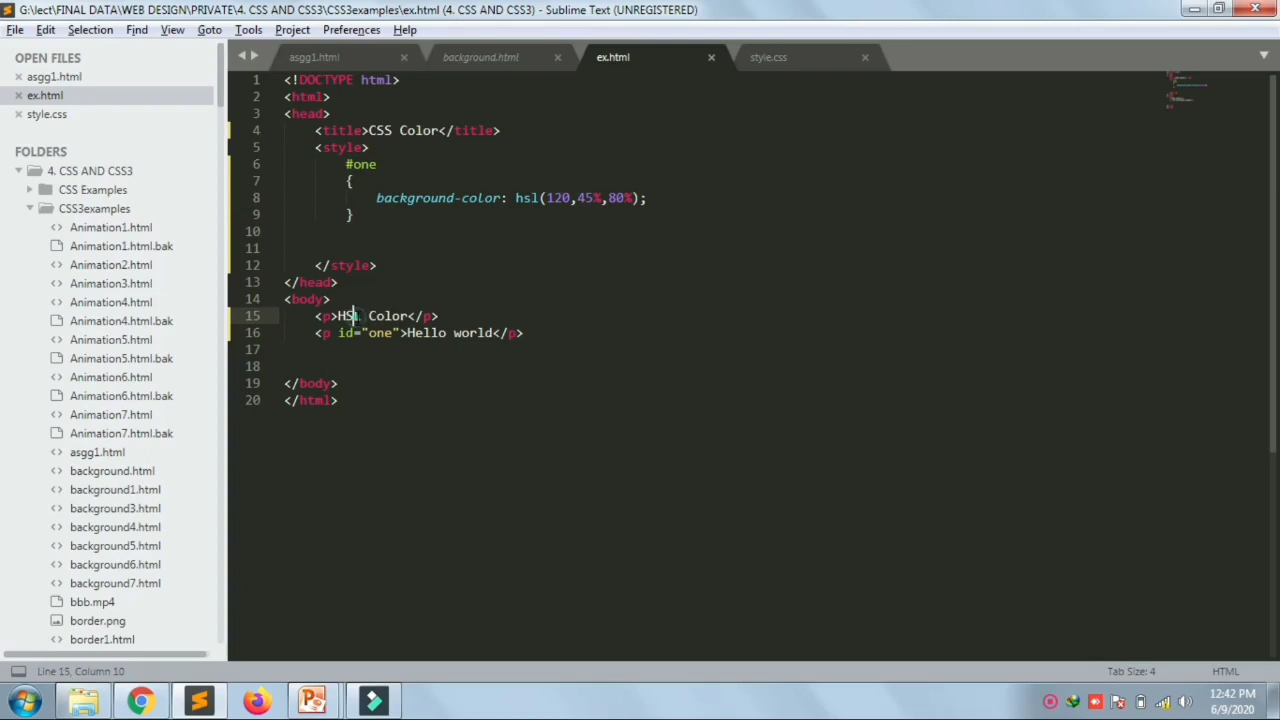 G:\lect\FINAL DATA\WEB DESIGN\PRIVATE\4. CSS AND CSS3\CSS3examples\ex.html (4. CSS AND CSS3) - Sublime Text (UNREGISTERED)
File Edit Selection Find View Goto Tools Project Preferences Help
OPEN FILES
asgg1.html
ex.html
style.css
FOLDERS
4. CSS AND CSS3
CSS Examples
CSS3examples
Animation1.html
Animation1.html.bak
Animation2.html
Animation3.html
Animation4.html
Animation4.html.bak
Animation5.html
Animation5.html.bak
Animation6.html
Animation6.html.bak
Animation7.html
Animation7.html.bak
asgg1.html
background.html
background1.html
background3.html
background4.html
background5.html
background6.html
background7.html
bbb.mp4
border.png
border1.html
asgg1.html background.html ex.html style.css
1 <!DOCTYPE html>
2 <html>
3 <head>
4 <title>CSS Color</title>
5 <style>
6 #one
7 {
8 background-color: hsl(120,45%,80%);
9 }
10
11
12 </style>
13 </head>
14 <body>
15 <p>HSL Color</p>
16 <p id="one">Hello world</p>
17
18
19 </body>
20 </html>
Line 15, Column 10
Tab Size: 4
HTML
12:42 PM
6/9/2020